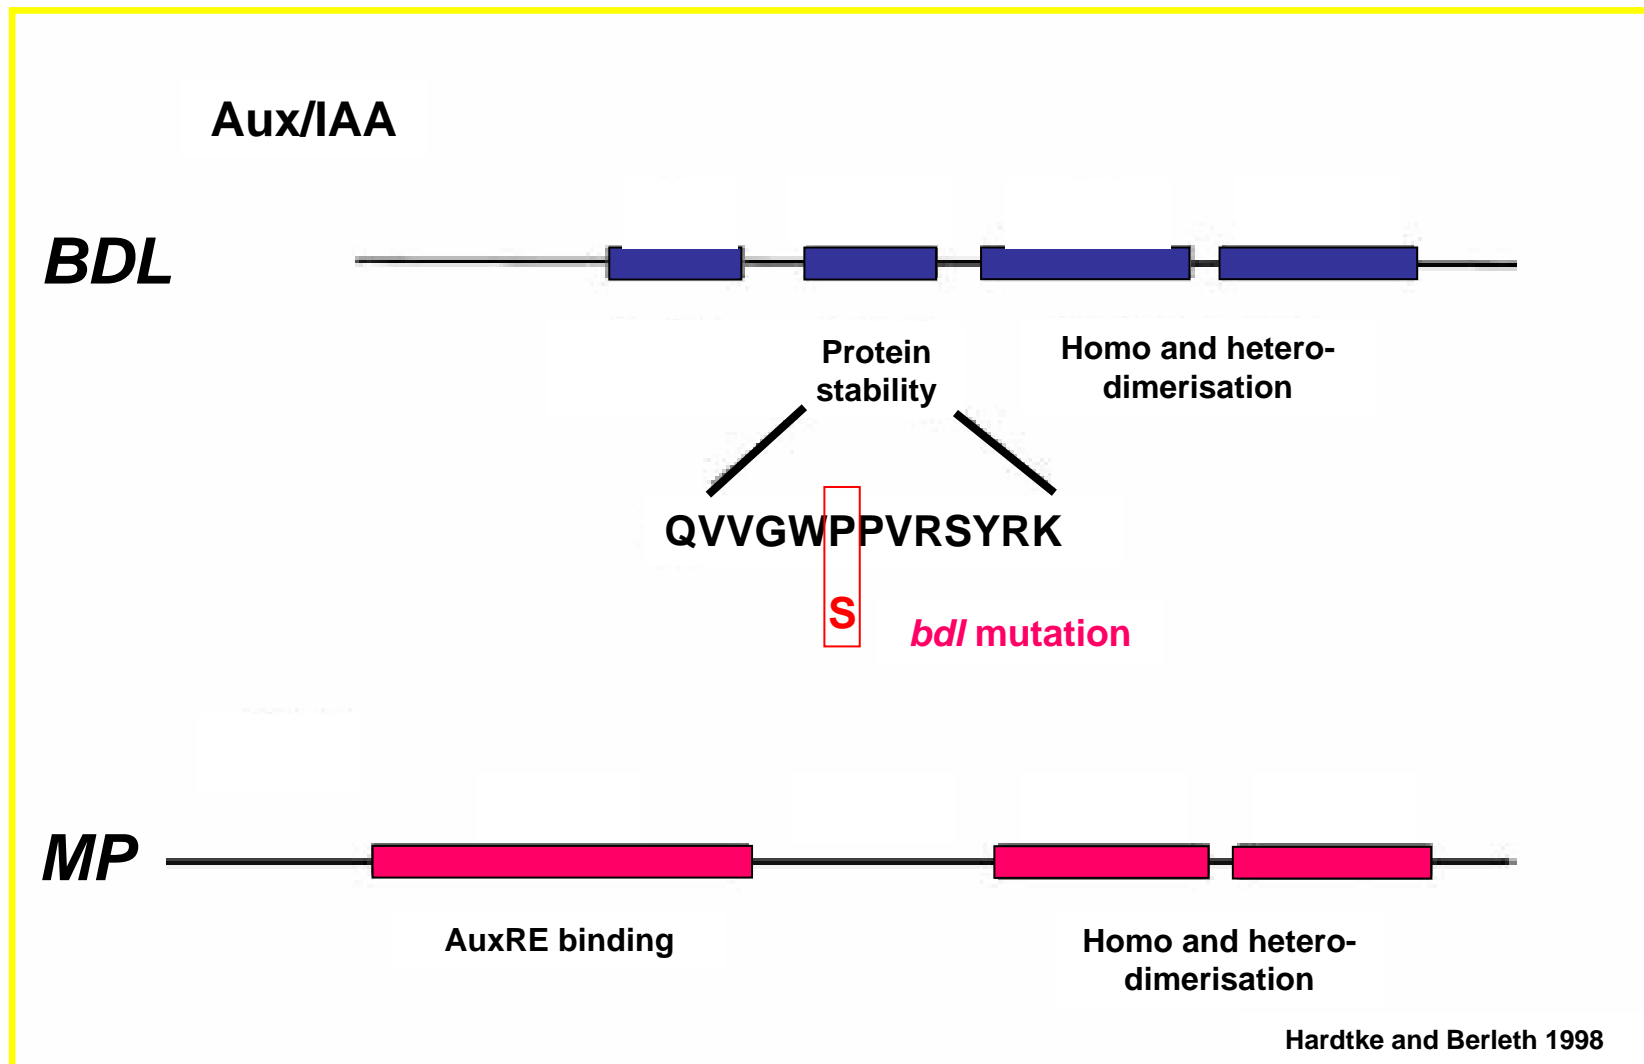 Aux/IAA
BDL
Protein
stability
Homo and hetero-
dimerisation
QVVGWPPVRSYRK
S
bdl mutation
MP
AuxRE binding
Homo and hetero-
dimerisation
Hardtke and Berleth 1998